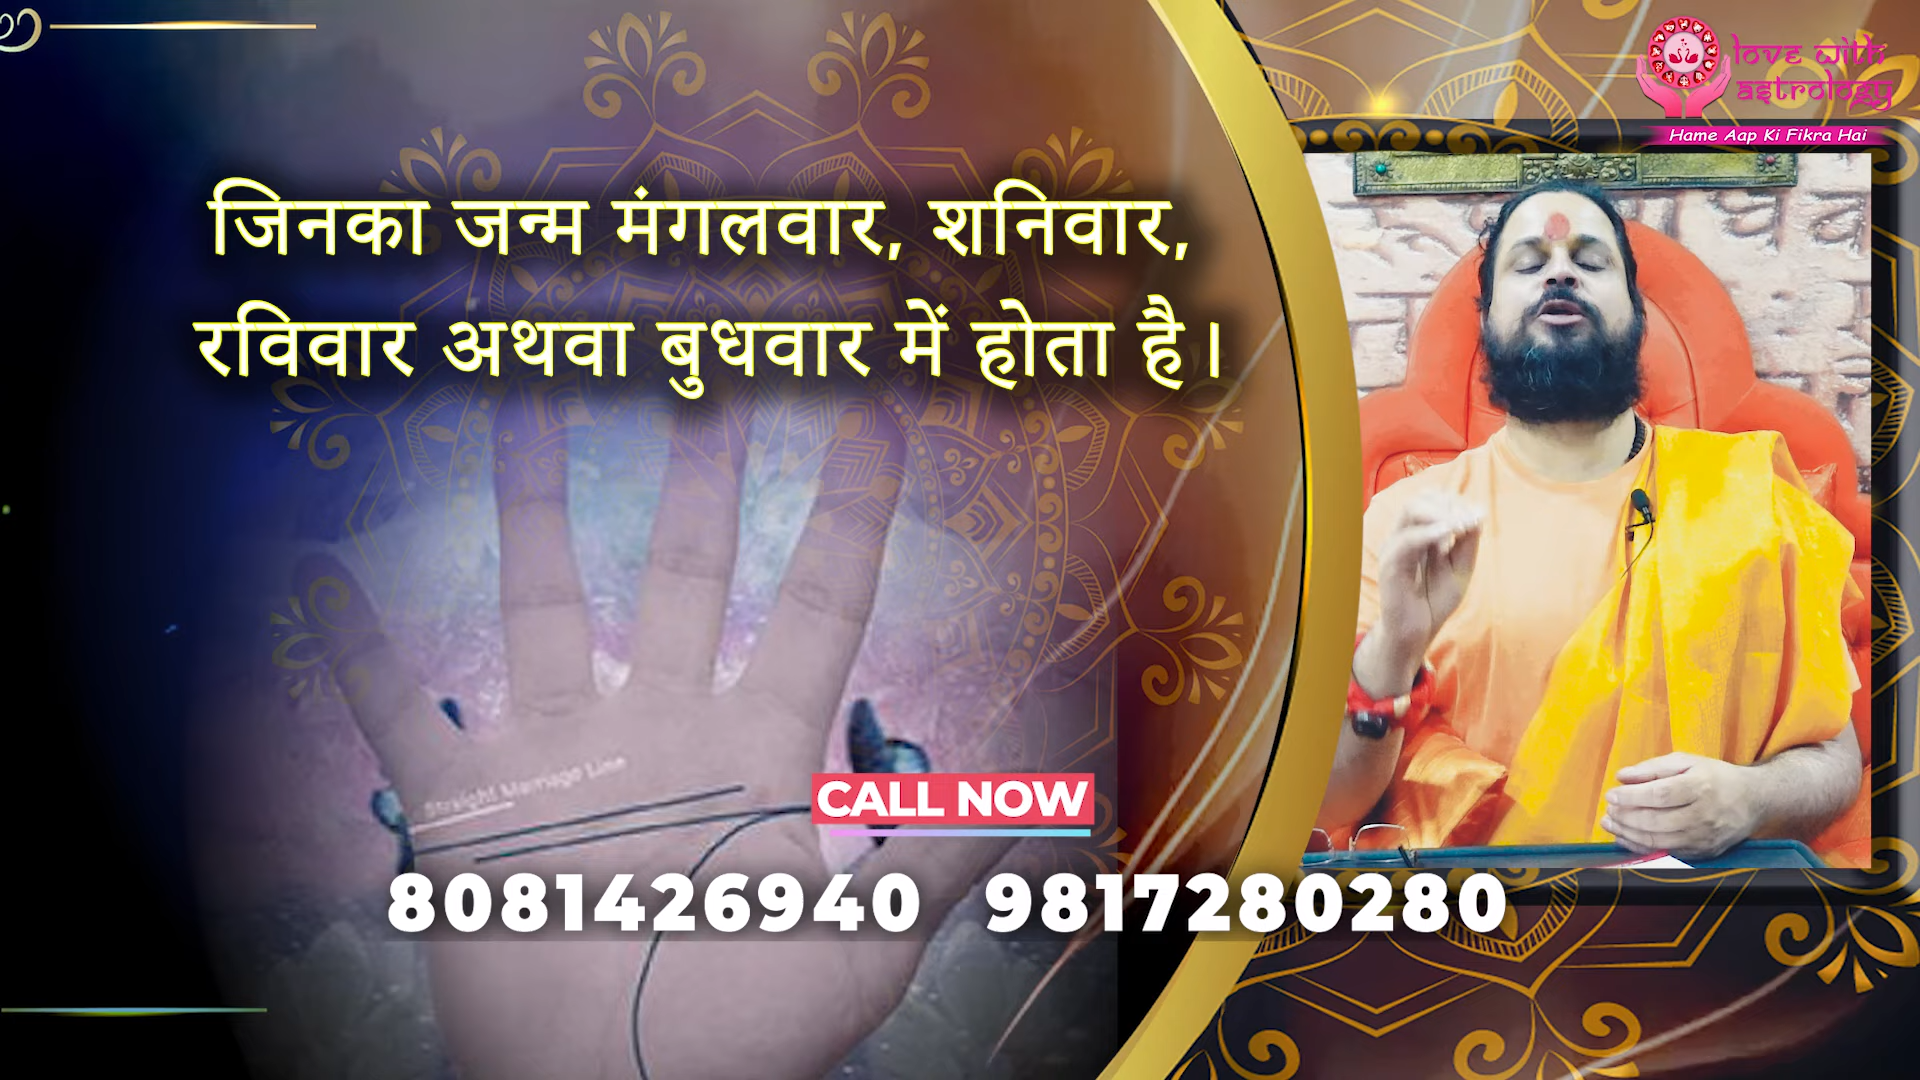 love with
astrology
Hame Aap Ki Fikra Hai
जिनका जन्म मंगलवार, शनिवार,
रविवार अथवा बुधवार में होता है।
Straight Marriage Line
CALL NOW
8081426940 9817280280